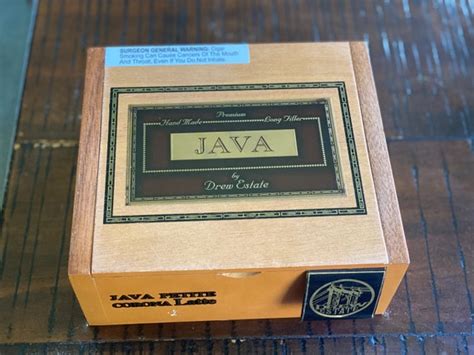 SURGEON GENERAL WARNING: Cigar
Smoking Can Cause Cancers Of The Mouth
And Throat, Even If You Do Not Inhale.
Premium
Hand Made Long Filler
JAVA
by
Drew Estate
JAVA PETITE
CORONA Latte
ESTATE